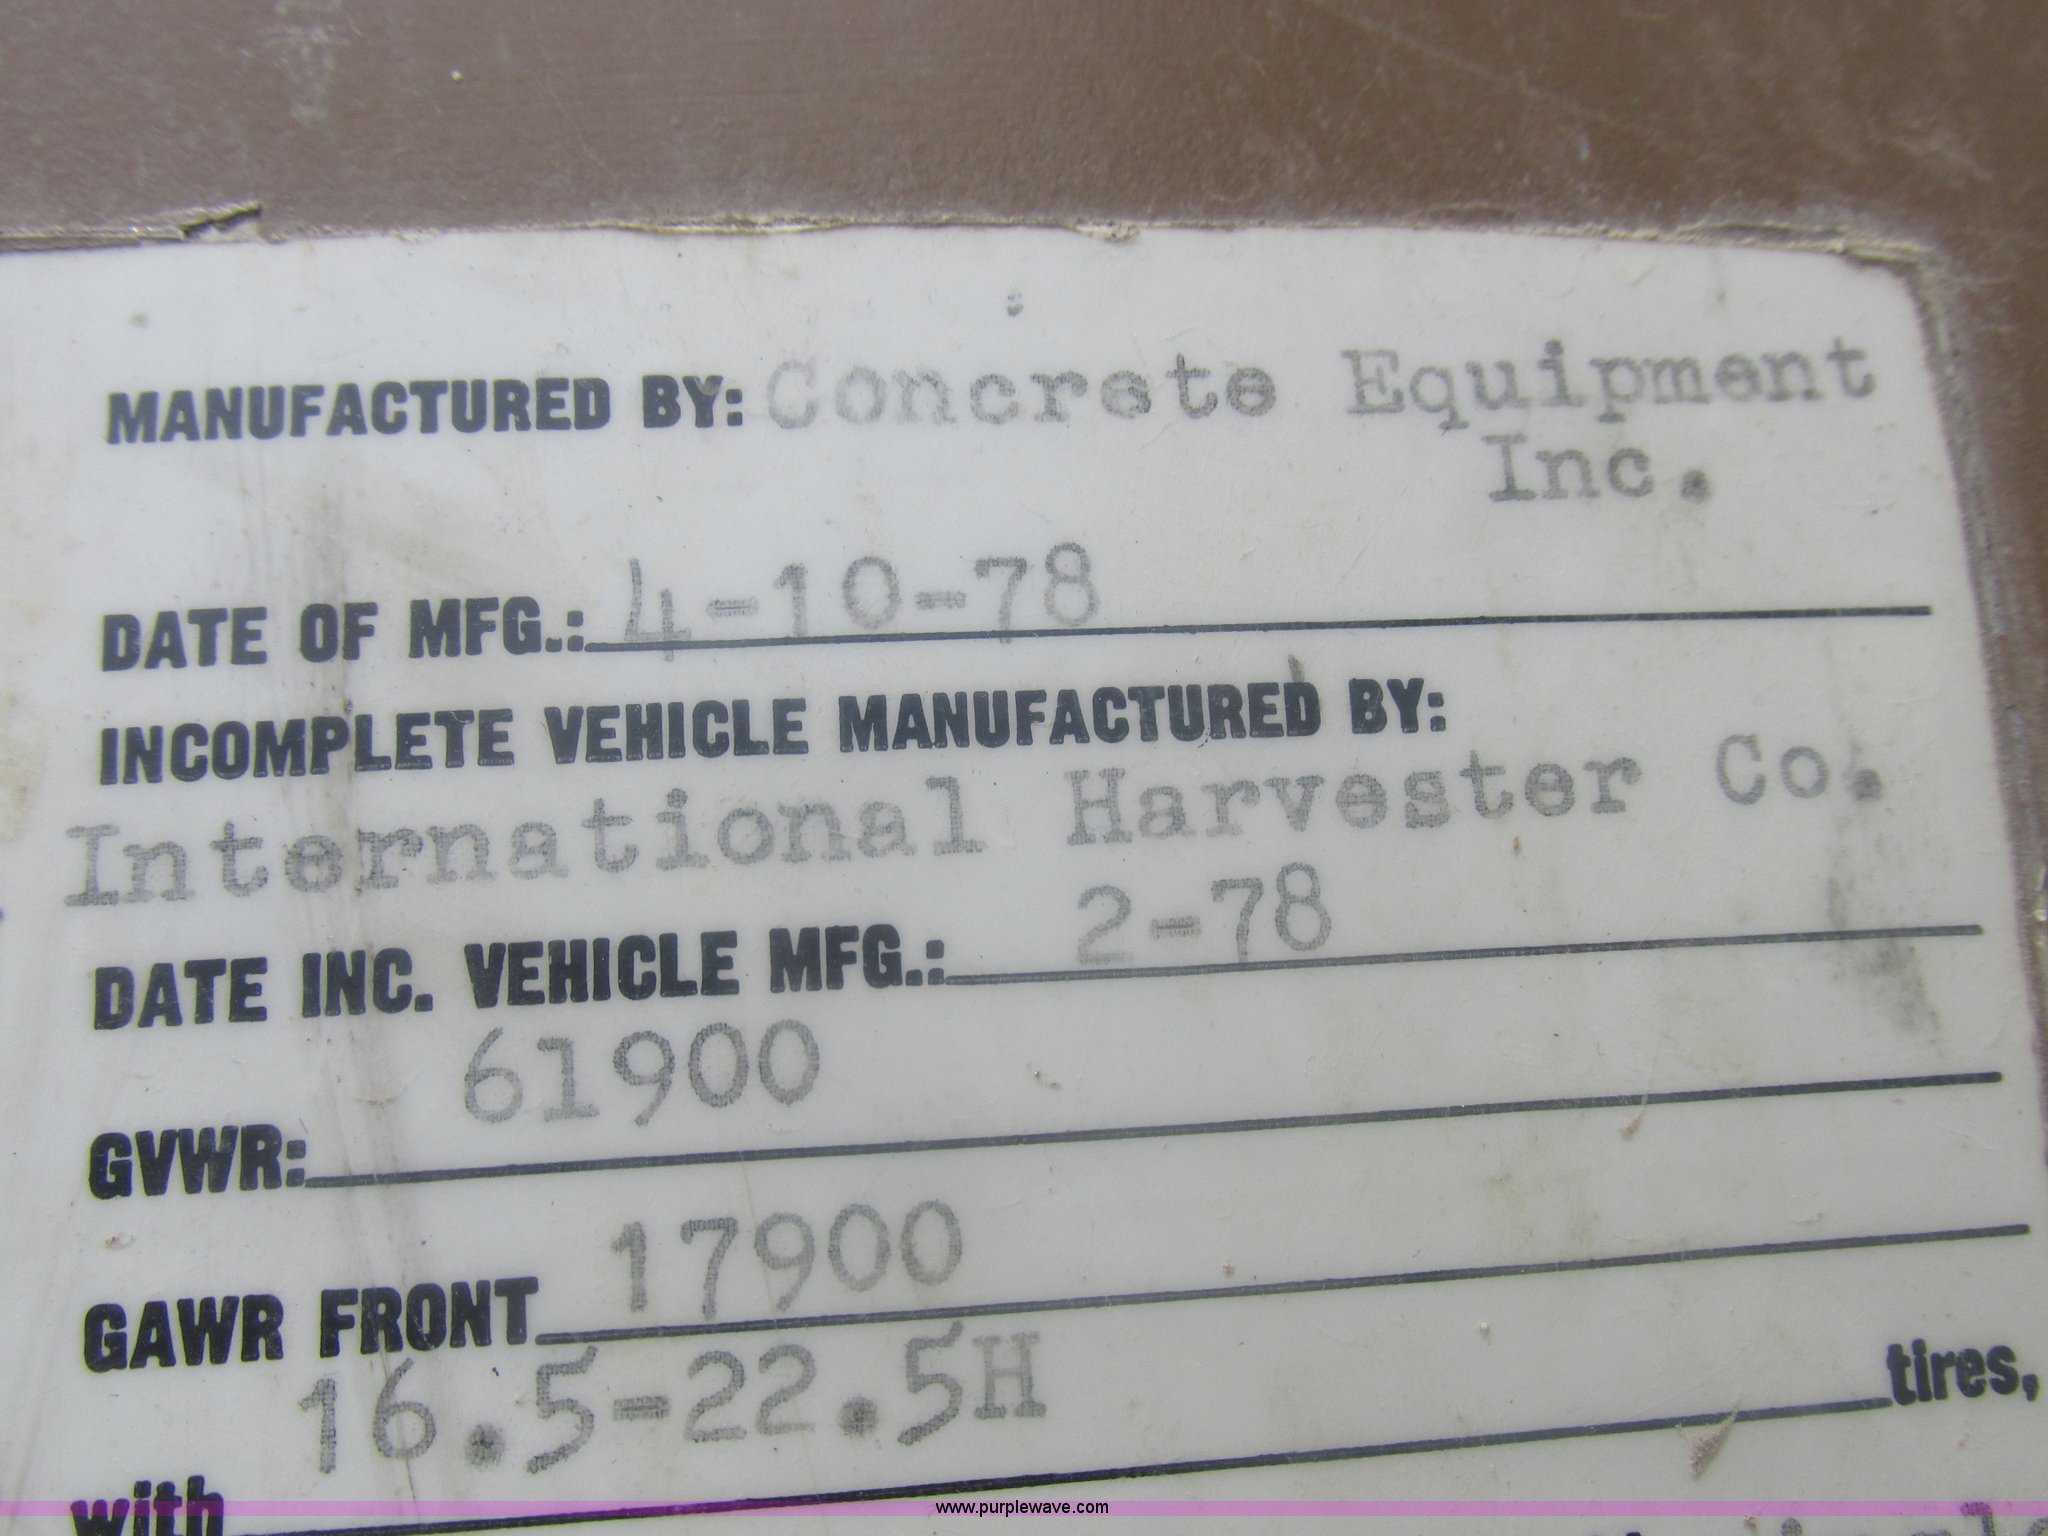 MANUFACTURED BY: Concrete Equipment
Inc.
DATE OF MFG.: 4-10-78
INCOMPLETE VEHICLE MANUFACTURED BY:
International Harvester Co.
DATE INC. VEHICLE MFG.: 2-78
61900
GVWR:
GAWR FRONT 17900
16.5-22.5H
with tires,
www.purplewave.com